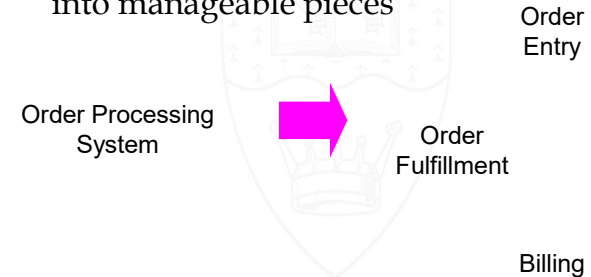 into manageable pieces
Order
Entry
Order Processing
System
Order
Fulfillment
Billing